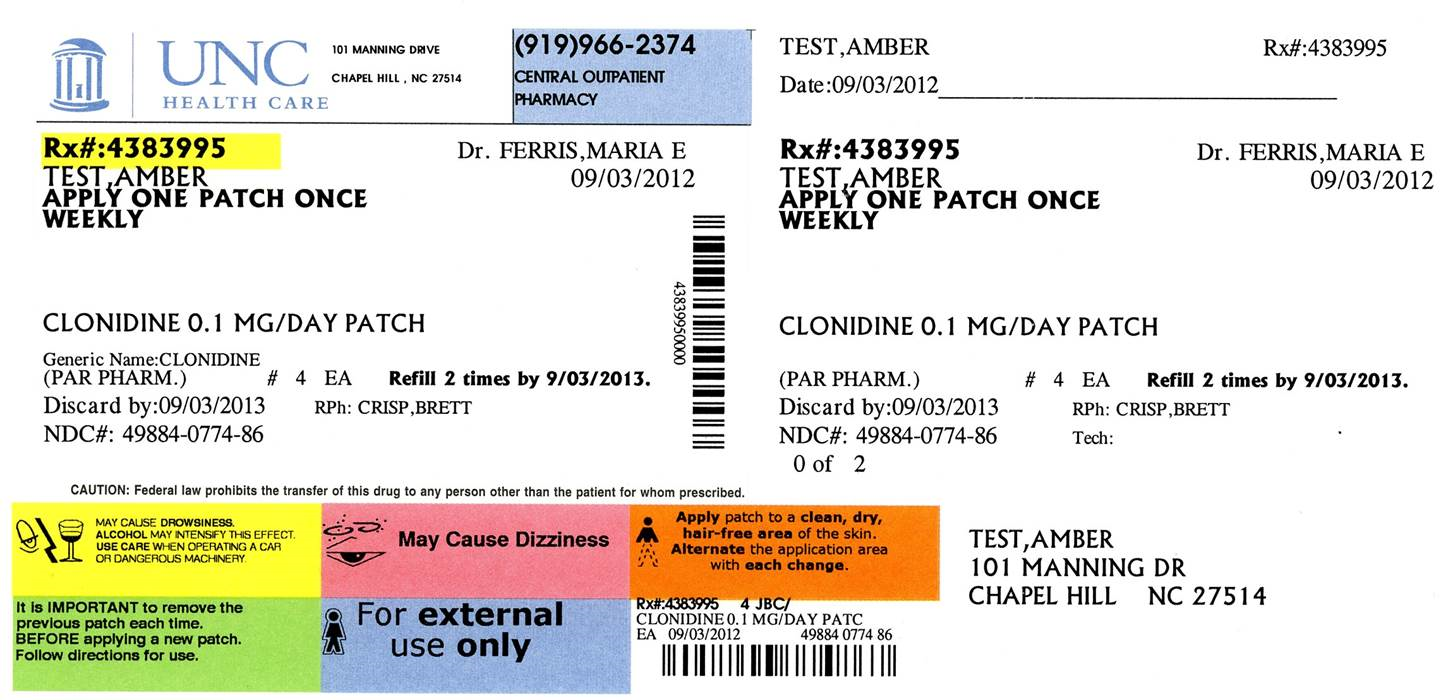 UNC
HEALTH CARE
101 MANNING DRIVE
CHAPEL HILL , NC 27514
(919)966-2374
CENTRAL OUTPATIENT
PHARMACY
Rx#:4383995
Dr. FERRIS,MARIA E
TEST,AMBER
09/03/2012
APPLY ONE PATCH ONCE
WEEKLY
43839950000
CLONIDINE 0.1 MG/DAY PATCH
Generic Name:CLONIDINE
(PAR PHARM.) # 4 EA Refill 2 times by 9/03/2013.
Discard by:09/03/2013 RPh: CRISP,BRETT
NDC#: 49884-0774-86
CAUTION: Federal law prohibits the transfer of this drug to any person other than the patient for whom prescribed.
TEST,AMBER Rx#:4383995
Date:09/03/2012
Rx#:4383995 Dr. FERRIS,MARIA E
TEST,AMBER 09/03/2012
APPLY ONE PATCH ONCE
WEEKLY
CLONIDINE 0.1 MG/DAY PATCH
(PAR PHARM.) # 4 EA Refill 2 times by 9/03/2013.
Discard by:09/03/2013 RPh: CRISP,BRETT
NDC#: 49884-0774-86 Tech:
0 of 2
MAY CAUSE DROWSINESS.
ALCOHOL MAY INTENSIFY THIS EFFECT.
USE CARE WHEN OPERATING A CAR
OR DANGEROUS MACHINERY.
May Cause Dizziness
Apply patch to a clean, dry,
hair-free area of the skin.
Alternate the application area
with each change.
It is IMPORTANT to remove the
previous patch each time.
BEFORE applying a new patch.
Follow directions for use.
For external
use only
Rx#:4383995 4 JBC/
CLONIDINE 0.1 MG/DAY PATC
EA 09/03/2012 49884 0774 86
TEST,AMBER
101 MANNING DR
CHAPEL HILL NC 27514